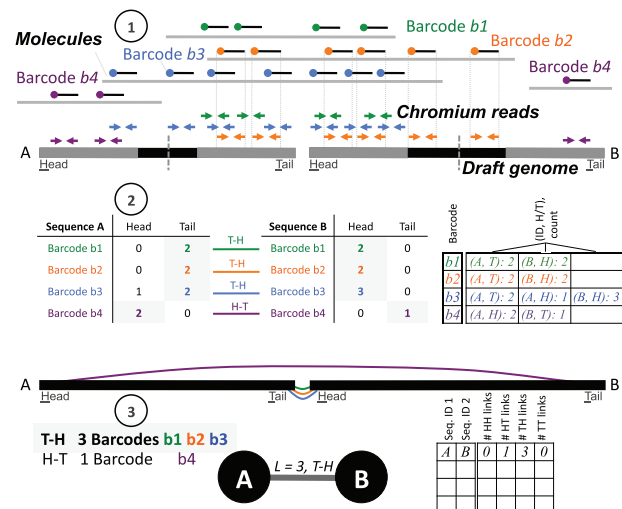 1
Barcode b1
Molecules
Barcode b3
Barcode b2
Barcode b4
Barcode b4
Chromium reads
A
B
Head
Tail
Head
Tail
Draft genome
2
Sequence A Head Tail
Barcode b1 0 2
Barcode b2 0 2
Barcode b3 1 2
Barcode b4 2 0
T-H
T-H
T-H
H-T
Sequence B Head Tail
Barcode b1 2 0
Barcode b2 2 0
Barcode b3 3 0
Barcode b4 0 1
Barcode
(ID, H/T),
count
b1 (A, T): 2 (B, H): 2
b2 (A, T): 2 (B, H): 2
b3 (A, T): 2 (A, H): 1 (B, H): 3
b4 (A, H): 2 (B, T): 1
A
B
Head
Tail
Head
Tail
3
T-H 3 Barcodes b1 b2 b3
H-T 1 Barcode b4
A
L = 3, T-H
B
Seq. ID 1
Seq. ID 2
# HH links
# HT links
# TH links
# TT links
A B 0 1 3 0